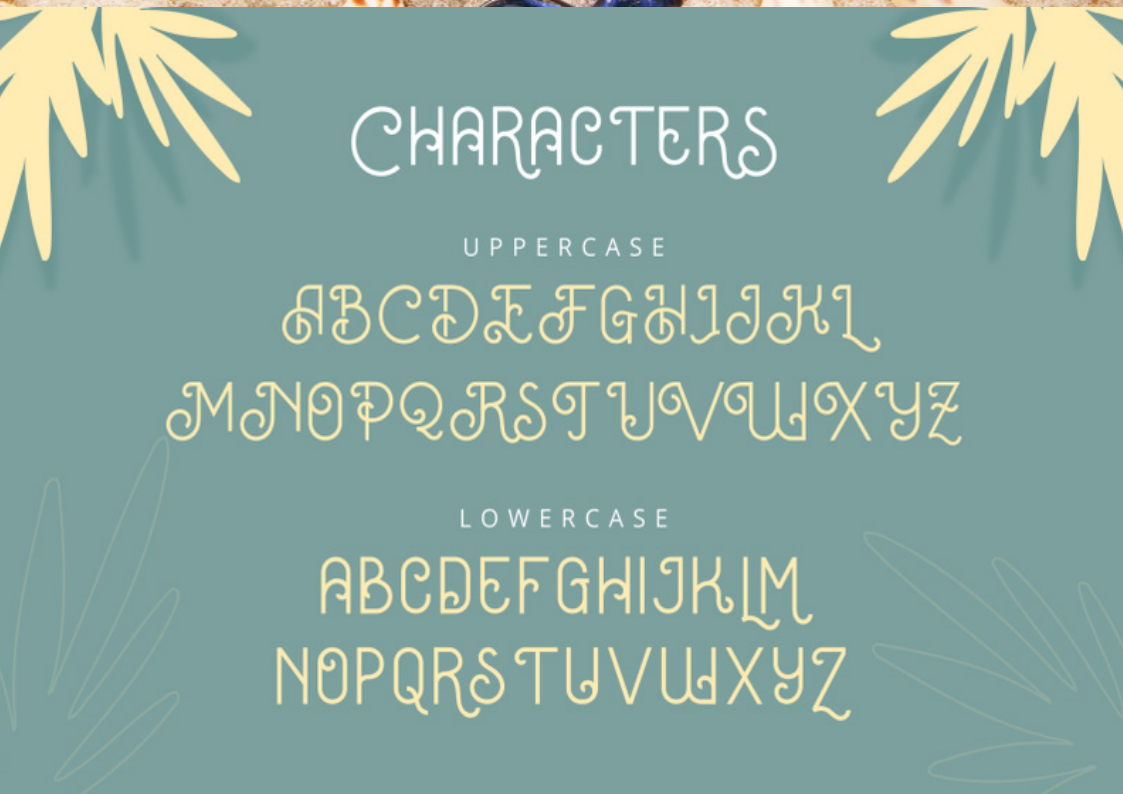 CHARACTERS
UPPERCASE
ABCDEFGHIJKL
MNOPQRSTUVWXYZ
LOWERCASE
ABCDEFGHIJKLM
NOPQRSTUVWXYZ